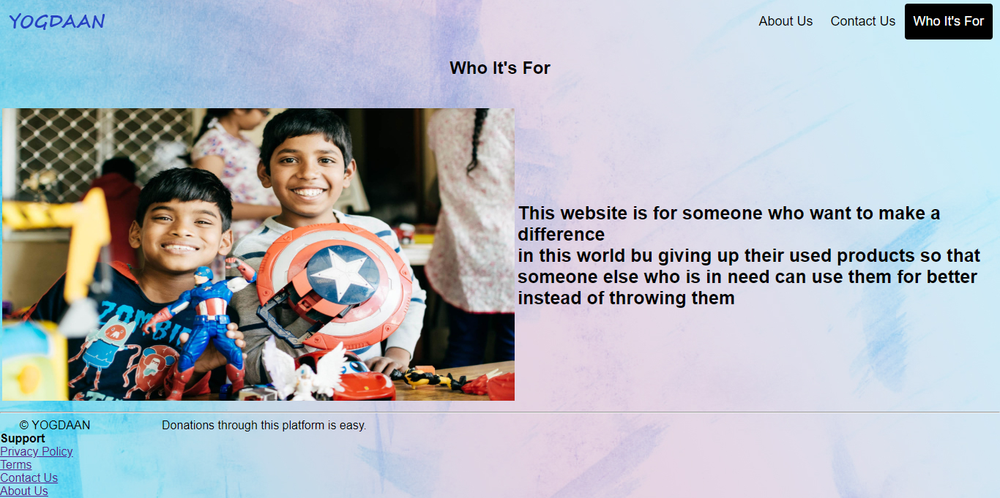 YOGDAAN
About Us Contact Us Who It's For
Who It's For
ZOMBI
This website is for someone who want to make a
difference
in this world bu giving up their used products so that
someone else who is in need can use them for better
instead of throwing them
© YOGDAAN Donations through this platform is easy.
Support
Privacy Policy
Terms
Contact Us
About Us